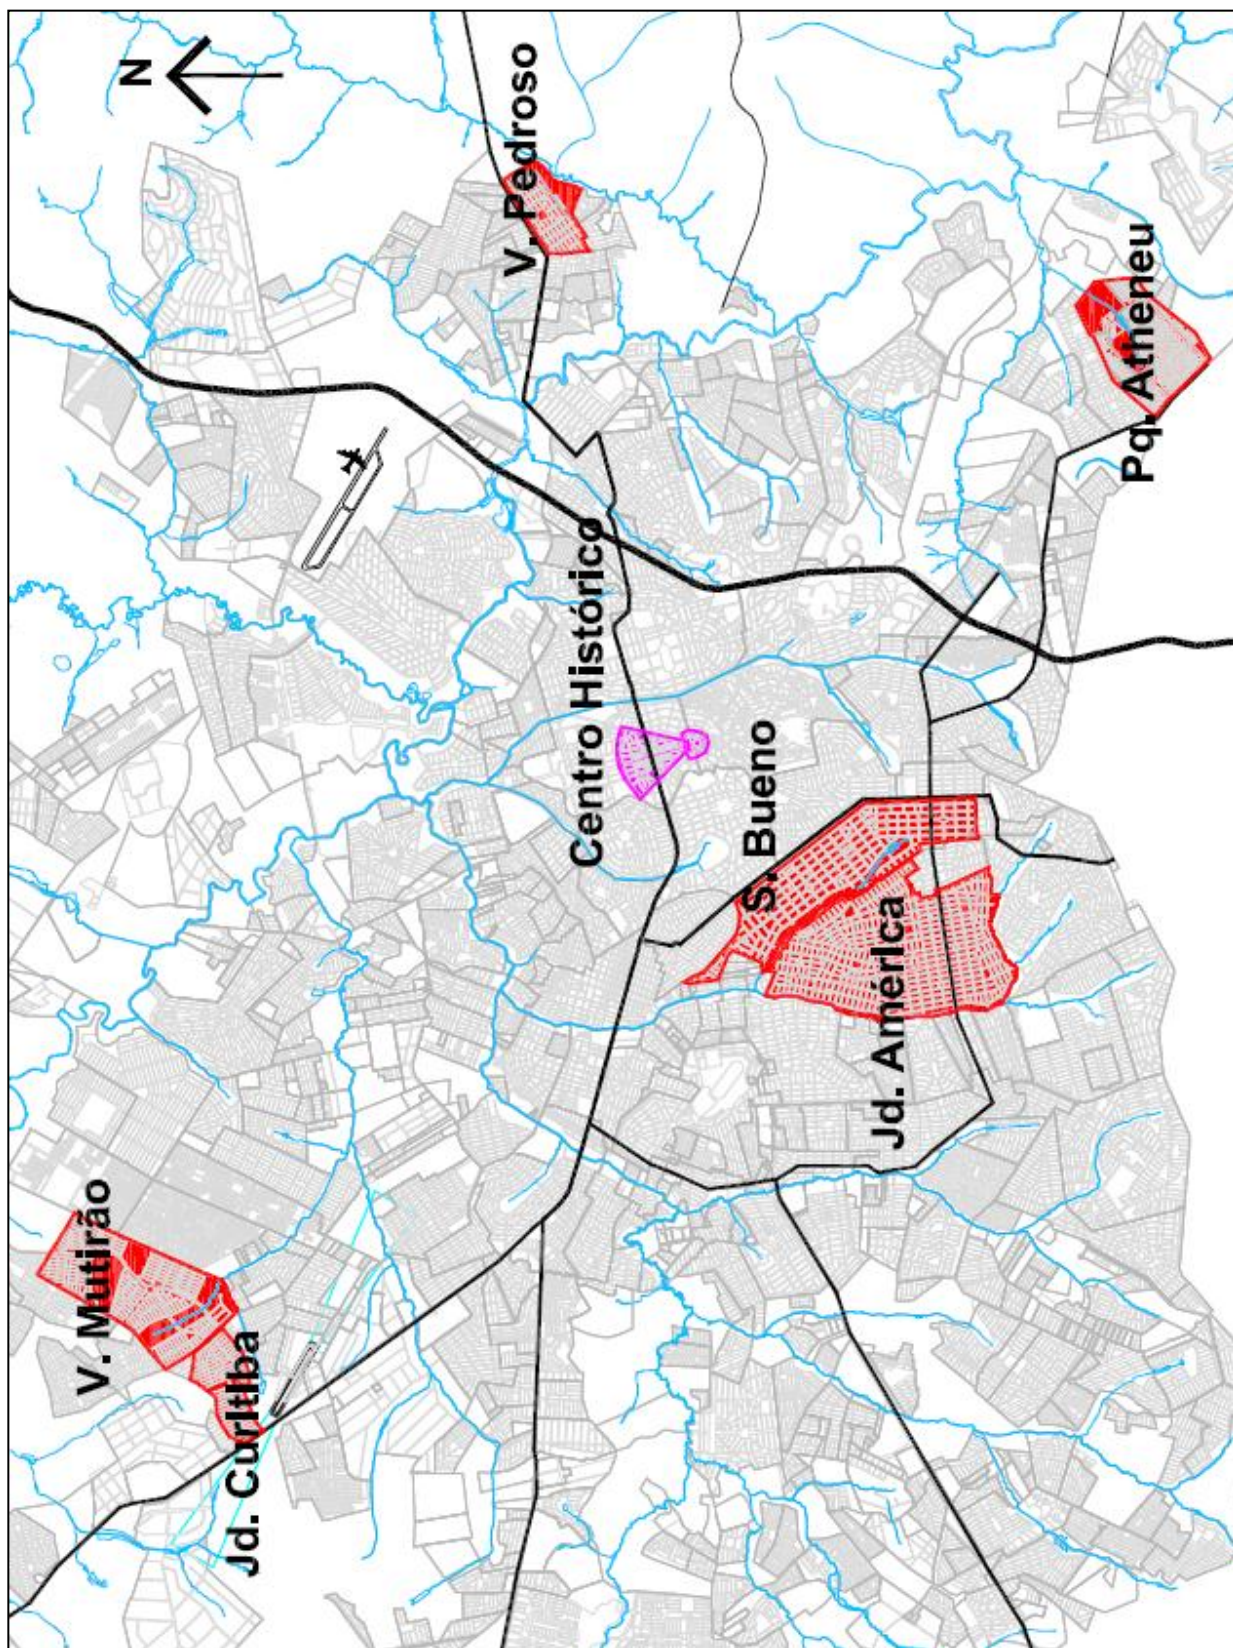 N
V. Pedroso
Pq. Atheneu
Centro Histórico
S. Bueno
Jd. América
V. Mutirão
Jd. Curitiba